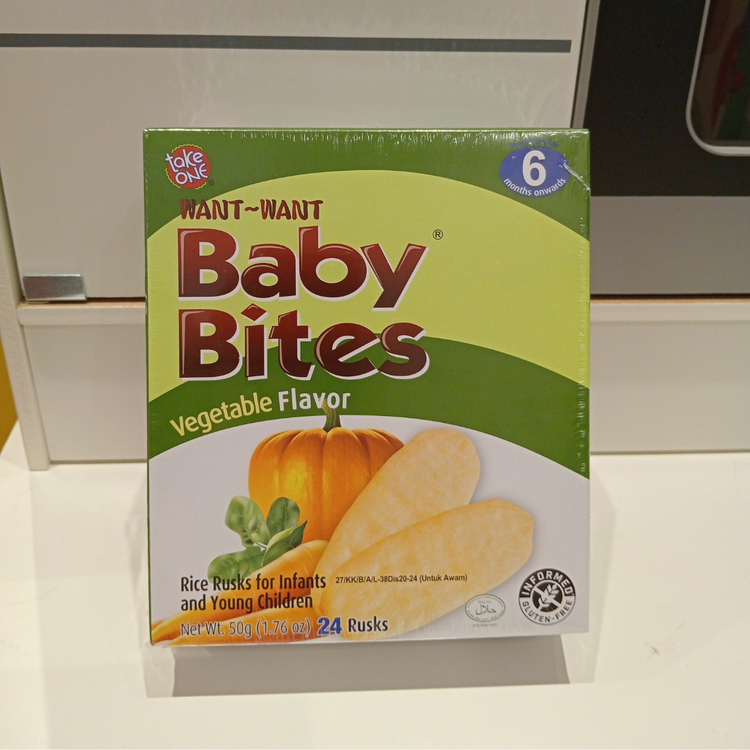 take
ONE
6
months onwards
WANT~WANT
Baby®
Bites
Vegetable Flavor
Rice Rusks for Infants
and Young Children
27/KK/B/A/L-38Dis20-24 (Untuk Awam)
Net Wt. 50g (1.76 oz) 24 Rusks
حلال
INFORMED
GLUTEN-FREE